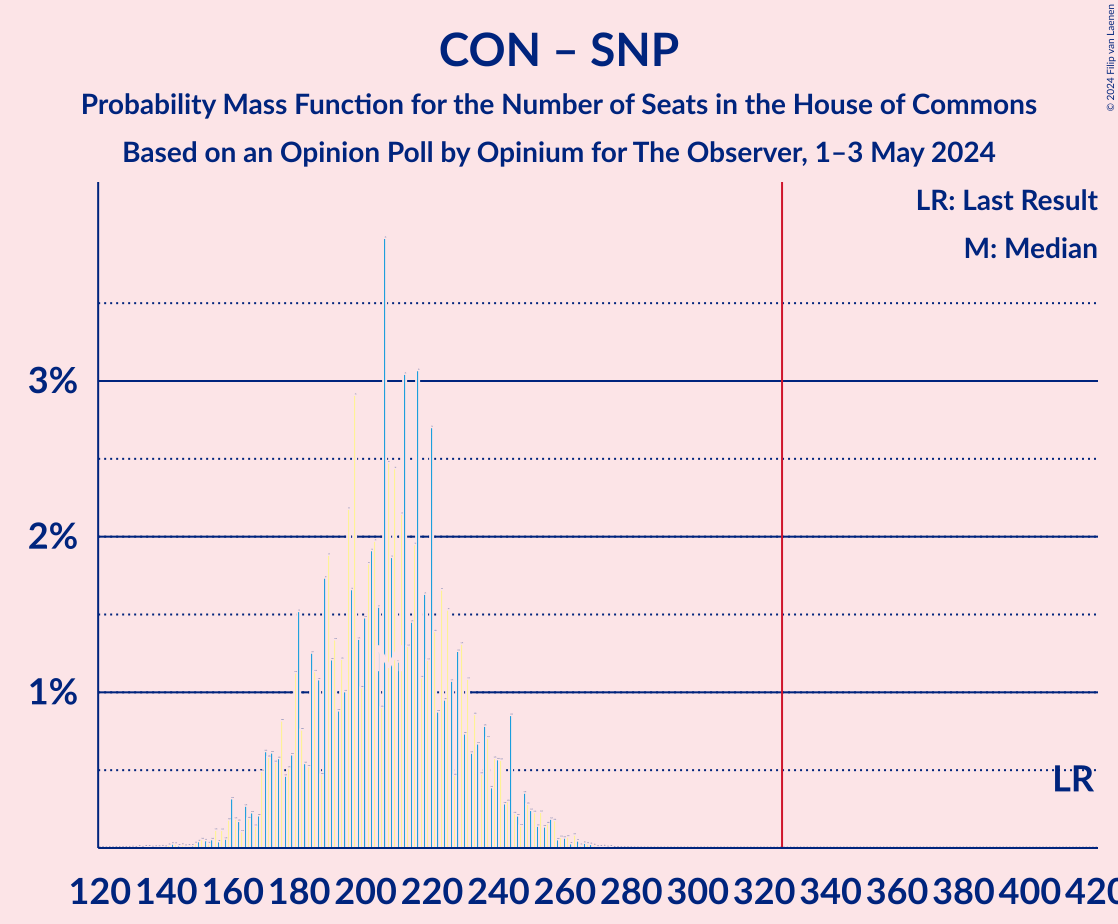 CON – SNP
Probability Mass Function for the Number of Seats in the House of Commons
Based on an Opinion Poll by Opinium for The Observer, 1–3 May 2024
© 2024 Filip van Laenen
LR: Last Result
M: Median
3%
2%
1%
LR
120 140 160 180 200 220 240 260 280 300 320 340 360 380 400 420